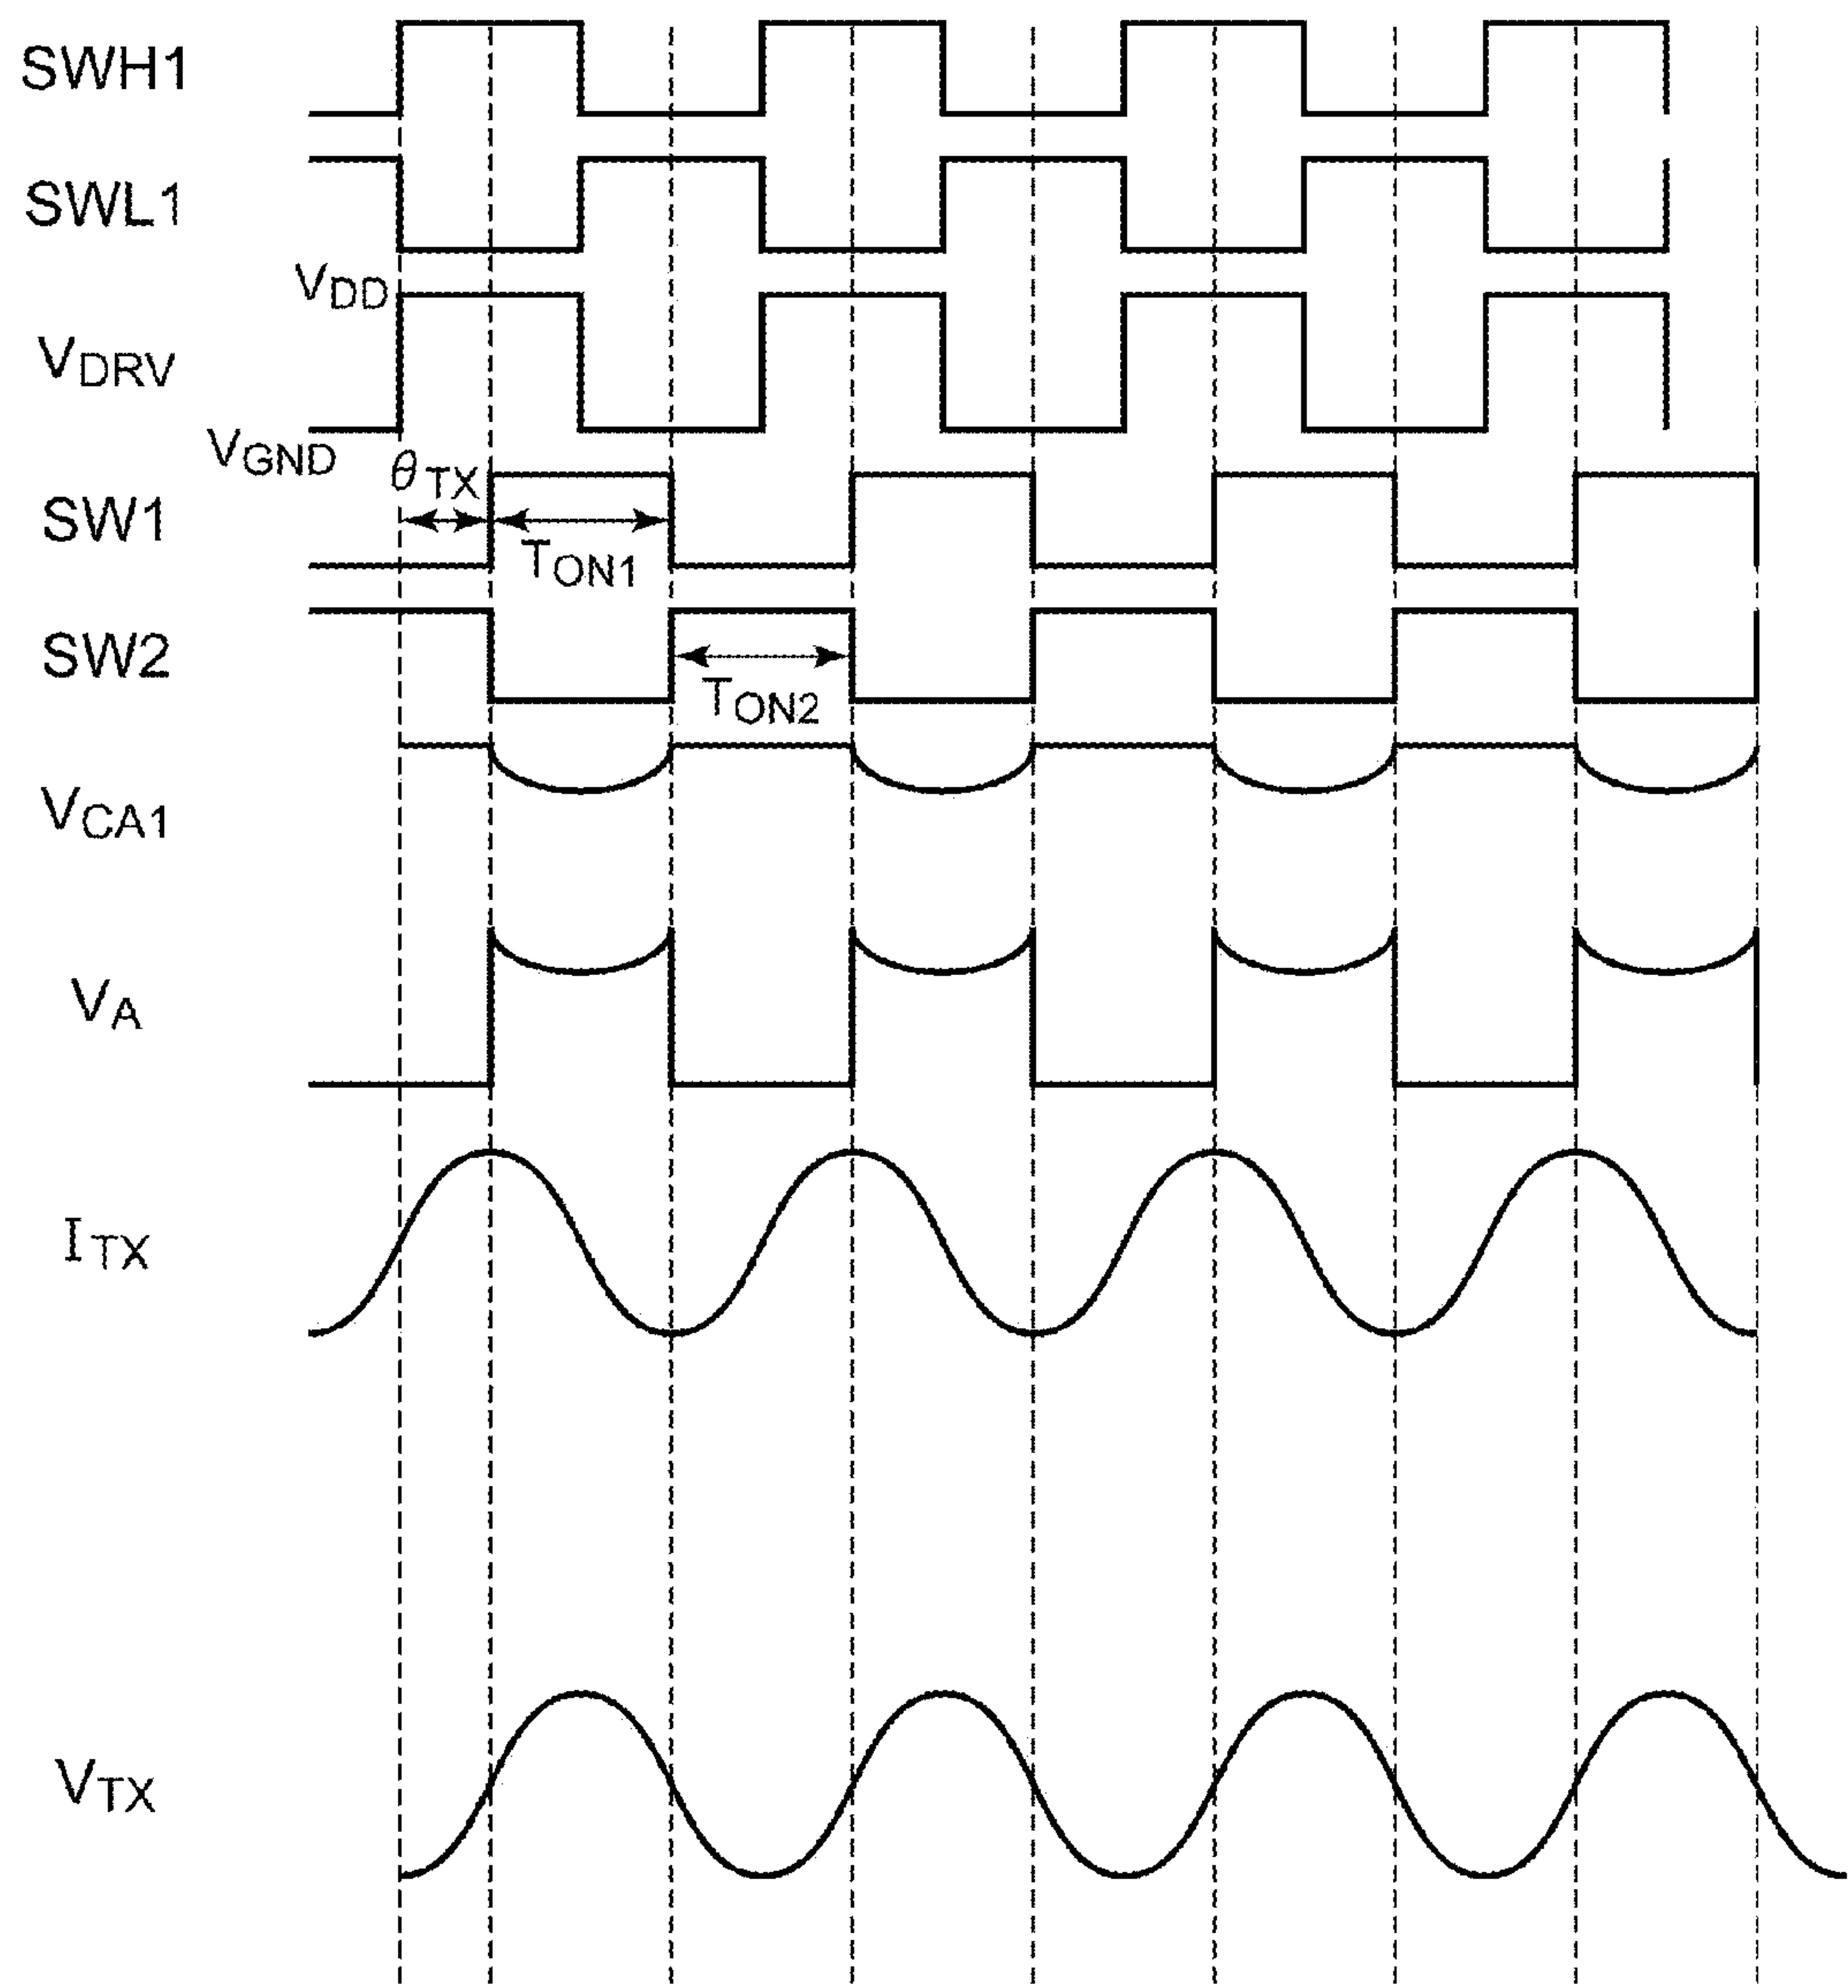 SWH1
SWL1
VDD
VDRV
VGND
θTX
SW1
TON1
SW2
TON2
VCA1
VA
ITX
VTX